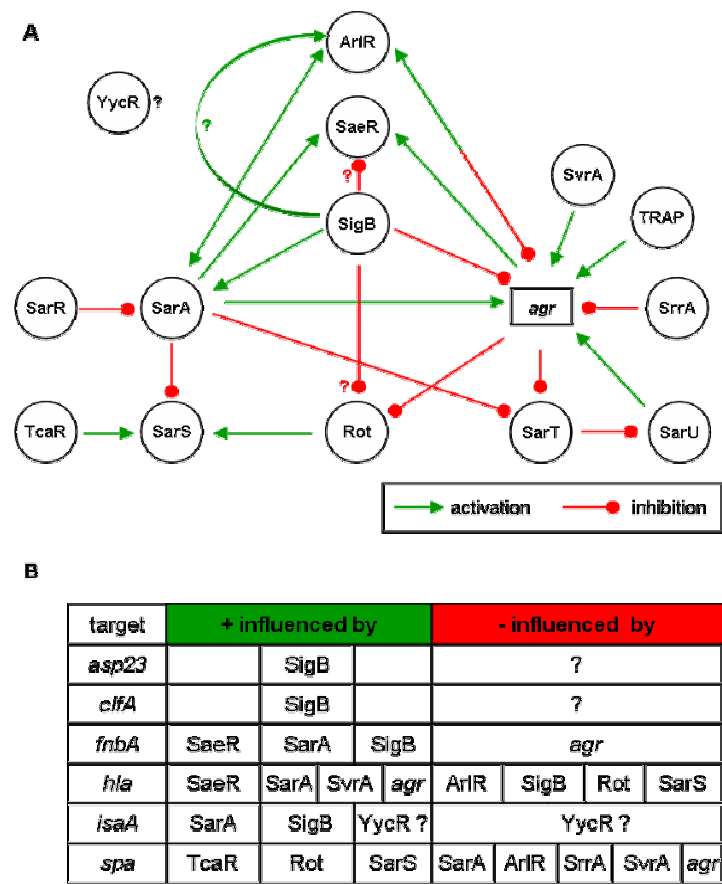 A
ArlR
YycR ?
?
SaeR
SvrA
?
TRAP
SigB
SarR
SarA
agr
SrrA
?
TcaR
SarS
Rot
SarT
SarU
activation inhibition
B
target + influenced by - influenced by
asp23 SigB ?
clfA SigB ?
fnbA SaeR SarA SigB agr
hla SaeR SarA SvrA agr ArlR SigB Rot SarS
isaA SarA SigB YycR ? YycR ?
spa TcaR Rot SarS SarA ArlR SrrA SvrA agr